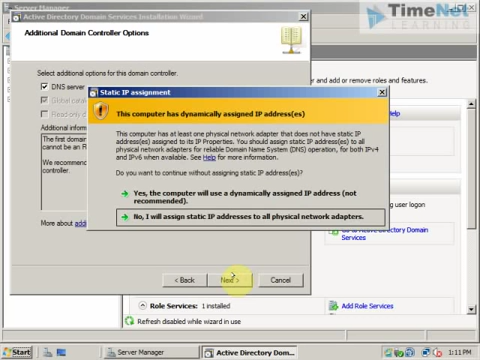 Server Manager
TimeNet
LEARNING
Active Directory Domain Services Installation Wizard
Additional Domain Controller Options
Select additional options for this domain controller.
DNS server
Global catalog
Read-only d
Additional information
The first domain
cannot be an R
We recommend
controller.
More about addi
er and add or remove roles and features.
Help
Static IP assignment
This computer has dynamically assigned IP address(es)
This computer has at least one physical network adapter that does not have static IP
address(es) assigned to its IP Properties. You should assign static IP address(es) to all
physical network adapters for reliable Domain Name System (DNS) operation, for both IPv4
and IPv6 when available. See Help for more information.
Do you want to continue without assigning static IP address(es)?
Yes, the computer will use a dynamically assigned IP address (not
recommended).
No, I will assign static IP addresses to all physical network adapters.
ng user logon
Go to Active Directory Domain
Services
< Back
Next >
Cancel
Role Services: 1 installed
Add Role Services
Refresh disabled while wizard in use
Start
Server Manager
Active Directory Dom...
1:11 PM